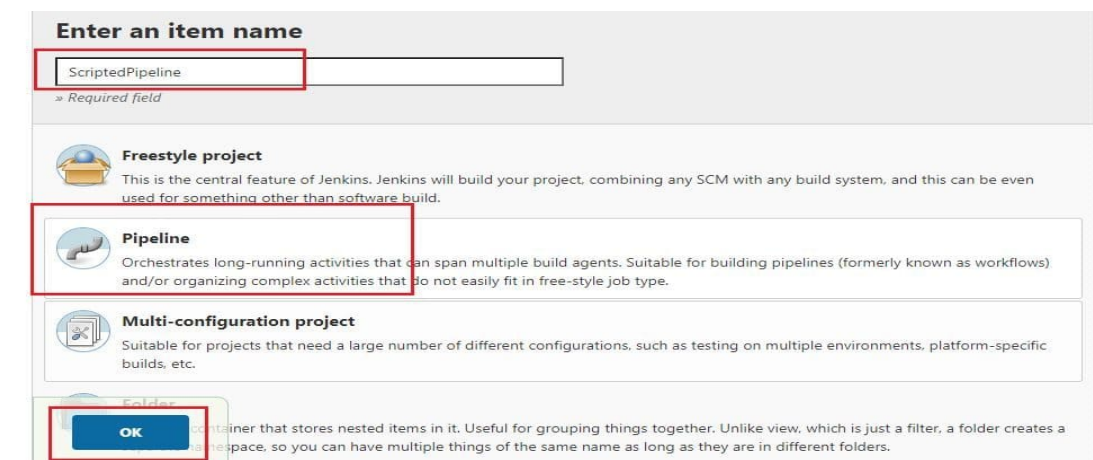 Enter an item name
ScriptedPipeline
» Required field
Freestyle project
This is the central feature of Jenkins. Jenkins will build your project, combining any SCM with any build system, and this can be even
used for something other than software build.
Pipeline
Orchestrates long-running activities that can span multiple build agents. Suitable for building pipelines (formerly known as workflows)
and/or organizing complex activities that do not easily fit in free-style job type.
Multi-configuration project
Suitable for projects that need a large number of different configurations, such as testing on multiple environments, platform-specific
builds, etc.
Folder
OK
container that stores nested items in it. Useful for grouping things together. Unlike view, which is just a filter, a folder creates a
so you can have multiple things of the same name as long as they are in different folders.